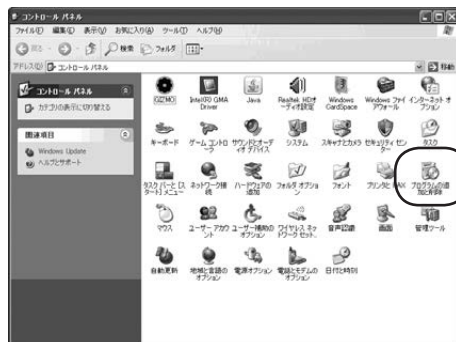 コントロール パネル
ファイル(F) 編集(E) 表示(V) お気に入り(A) ツール(T) ヘルプ(H)
戻る 検索 フォルダ
アドレス(D) コントロール パネル 移動
コントロール パネル
カテゴリの表示に切り替える
関連項目
Windows Update
ヘルプとサポート
GIZMO
Intel(R) GMA Driver
Java
Realtek HDオーディオ設定
Windows CardSpace
Windows ファイアウォール
インターネット オプション
キーボード
ゲーム コントローラ
サウンドとオーディオ デバイス
システム
スキャナとカメラ
セキュリティ センター
タスク
タスク バーと [スタート] メニュー
ネットワーク接続
ハードウェアの追加
フォルダ オプション
フォント
プリンタと FAX
プログラムの追加と削除
マウス
ユーザー アカウント
ユーザー補助のオプション
ワイヤレス ネットワーク セット..
音声認識
画面
管理ツール
自動更新
地域と言語のオプション
電源オプション
電話とモデムのオプション
日付と時刻